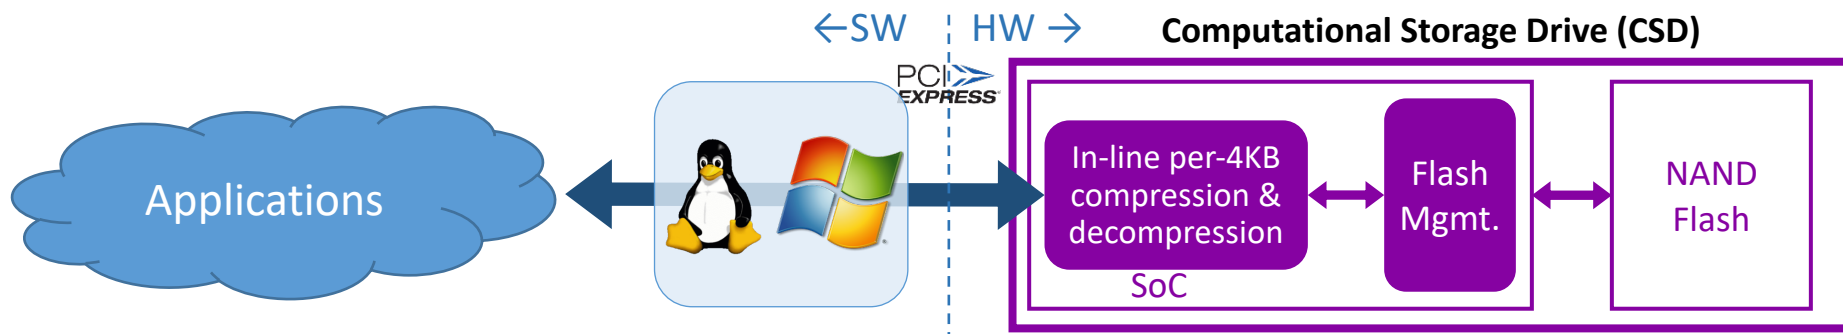 ←SW
HW →
Computational Storage Drive (CSD)
PCI
EXPRESS
Applications
In-line per-4KB
compression &
decompression
SoC
Flash
Mgmt.
NAND
Flash